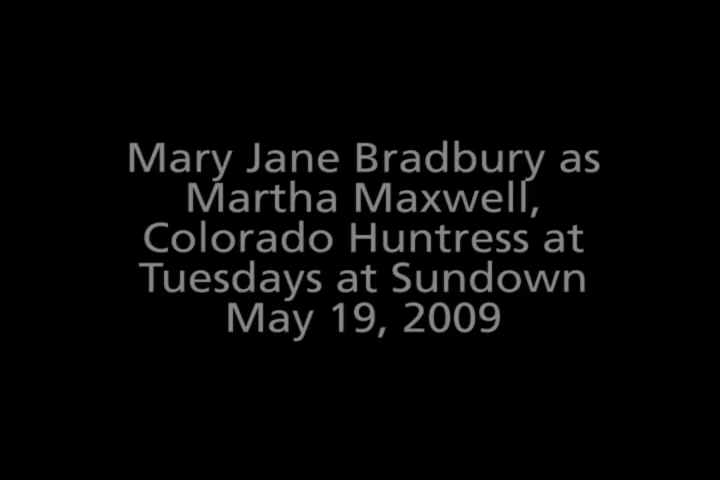 Mary Jane Bradbury as
Martha Maxwell,
Colorado Huntress at
Tuesdays at Sundown
May 19, 2009